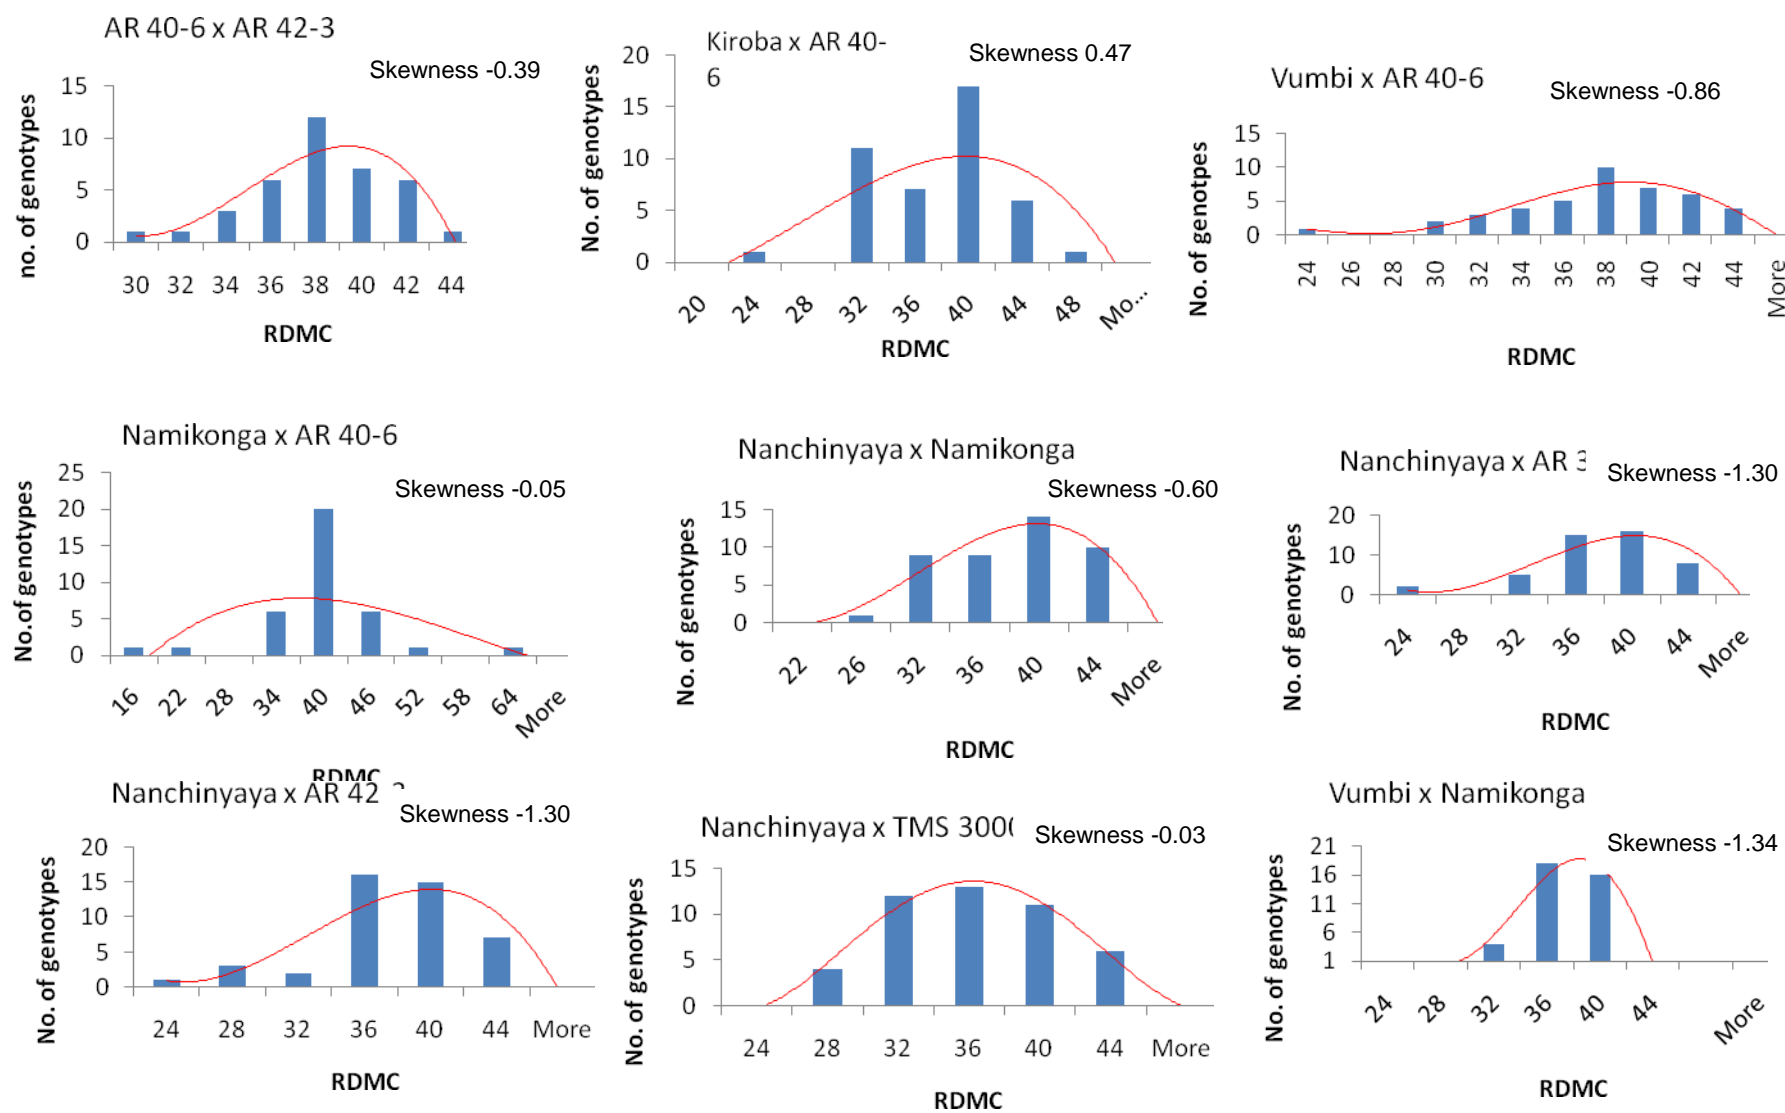 AR 40-6 x AR 42-3
Skewness -0.39
no. of genotypes
15
10
5
0
30 32 34 36 38 40 42 44
RDMC
Kiroba x AR 40-
6
Skewness 0.47
No. of genotypes
20
15
10
5
0
20 24 28 32 36 40 44 48 Mo...
RDMC
Vumbi x AR 40-6
Skewness -0.86
No. of genotpes
15
10
5
0
24 26 28 30 32 34 36 38 40 42 44 More
RDMC
Namikonga x AR 40-6
Skewness -0.05
No.of genotypes
25
20
15
10
5
0
16 22 28 34 40 46 52 58 64 More
RDMC
Nanchinyaya x Namikonga
Skewness -0.60
No. of genotypes
15
10
5
0
22 26 32 36 40 44 More
RDMC
Nanchinyaya x AR
Skewness -1.30
No. of genotypes
20
10
0
24 28 32 36 40 44 More
RDMC
Nanchinyaya x AR 42
Skewness -1.30
No. of genotypes
20
15
10
5
0
24 28 32 36 40 44 More
RDMC
Nanchinyaya x TMS 300
Skewness -0.03
No. of genotypes
15
10
5
0
24 28 32 36 40 44 More
RDMC
Vumbi x Namikonga
Skewness -1.34
No. of genotypes
21
16
11
6
1
24 28 32 36 40 44 More
RDMC